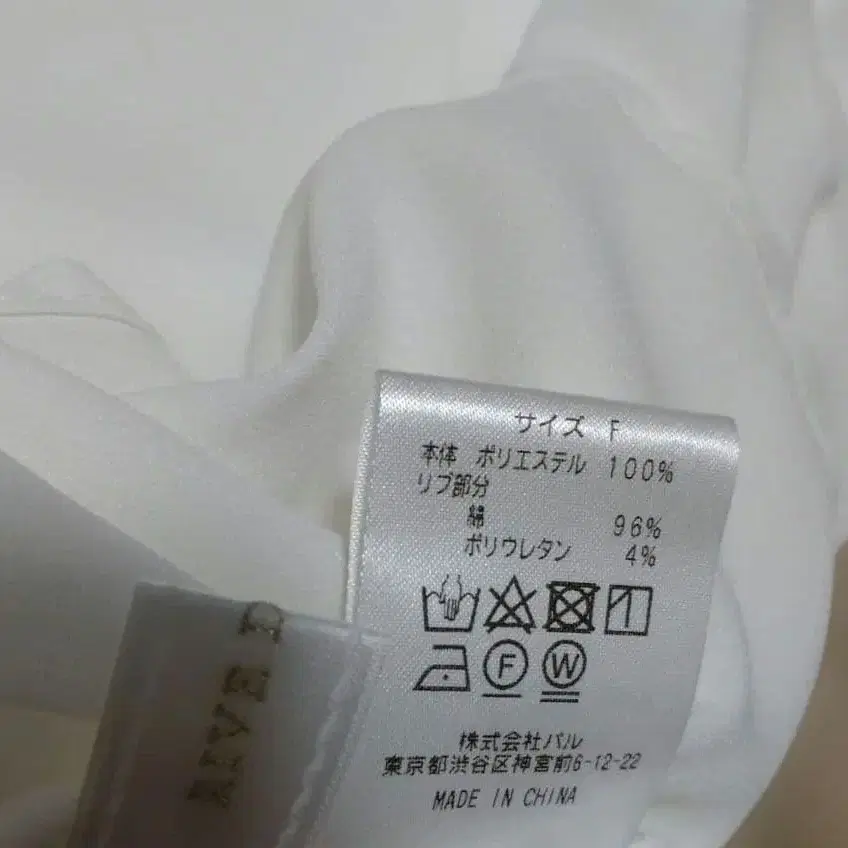 サイズ F
本体 ポリエステル 100%
リブ部分
綿 96%
ポリウレタン 4%
F W
株式会社パル
東京都渋谷区神宮前6-12-22
MADE IN CHINA